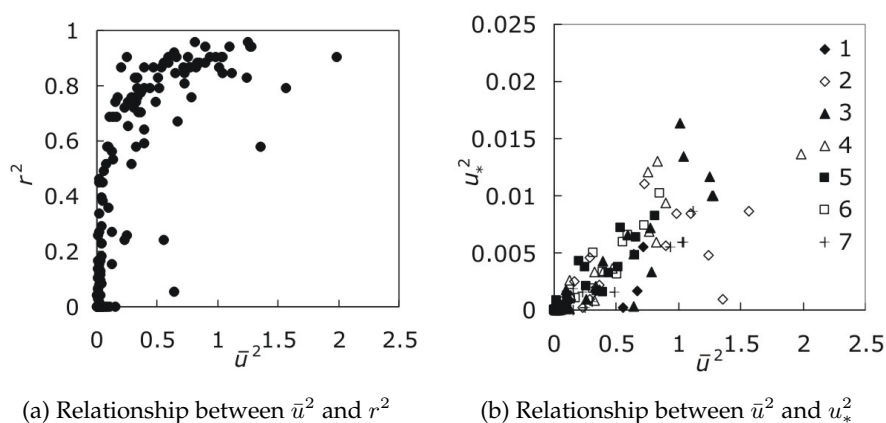 1
0.8
0.6
0.4
0.2
0
r²
0 0.5 1 1.5 2 2.5
ū²
(a) Relationship between ū² and r²
0.025
0.02
0.015
0.01
0.005
0
u*²
0 0.5 1 1.5 2 2.5
ū²
1
2
3
4
5
6
7
(b) Relationship between ū² and u*²